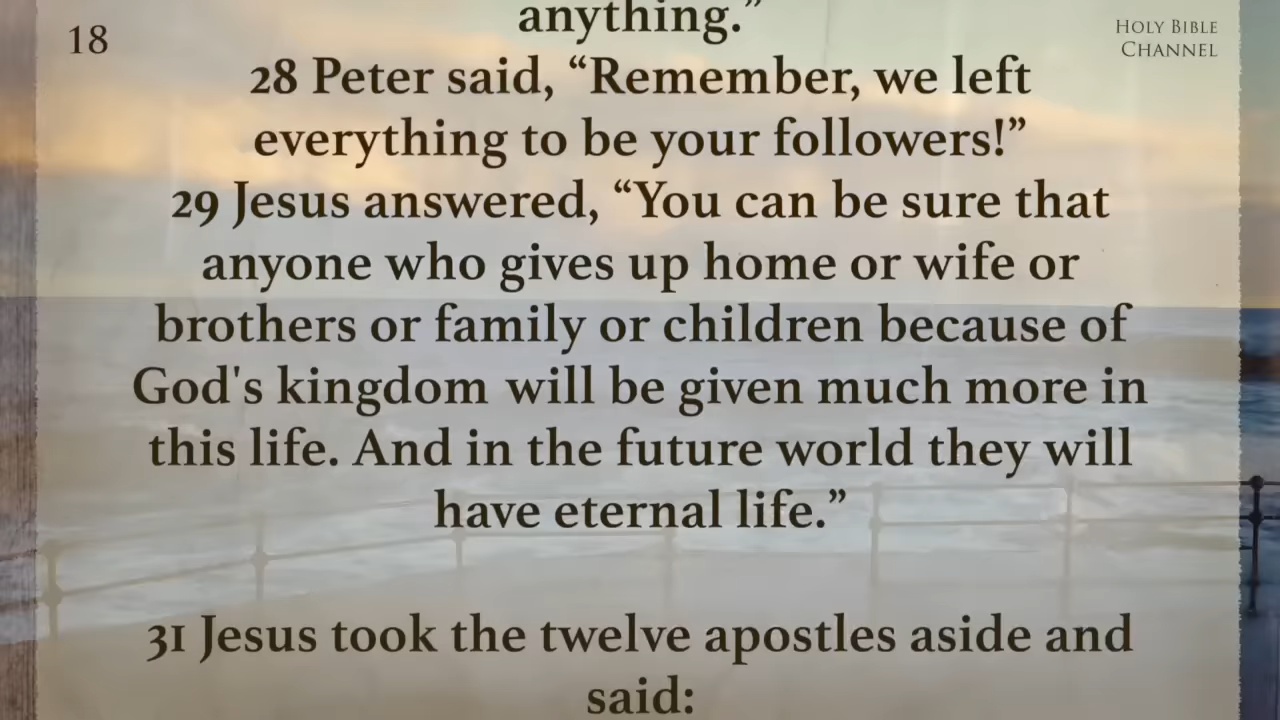 18
HOLY BIBLE
CHANNEL
anything.”
28 Peter said, “Remember, we left
everything to be your followers!”
29 Jesus answered, “You can be sure that
anyone who gives up home or wife or
brothers or family or children because of
God's kingdom will be given much more in
this life. And in the future world they will
have eternal life.”
31 Jesus took the twelve apostles aside and
said: